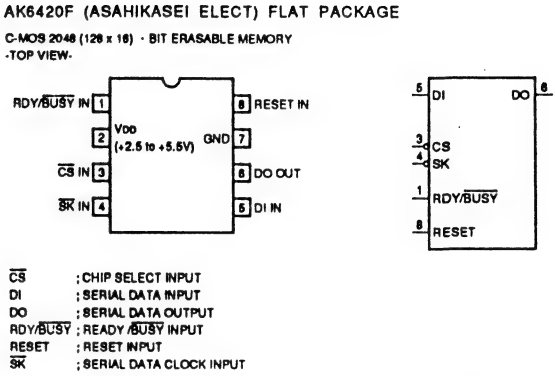 AK6420F (ASAHIKASEI ELECT) FLAT PACKAGE
C-MOS 2048 (128 x 16) - BIT ERASABLE MEMORY
-TOP VIEW-
RDY/BUSY IN 1
8 RESET IN
2 VDD
(+2.5 to +5.5V)
GND 7
CS IN 3
6 DO OUT
SK IN 4
5 DI IN
5 DI
DO 6
3 CS
4 SK
1 RDY/BUSY
8 RESET
CS ; CHIP SELECT INPUT
DI ; SERIAL DATA INPUT
DO ; SERIAL DATA OUTPUT
RDY/BUSY ; READY /BUSY INPUT
RESET ; RESET INPUT
SK ; SERIAL DATA CLOCK INPUT